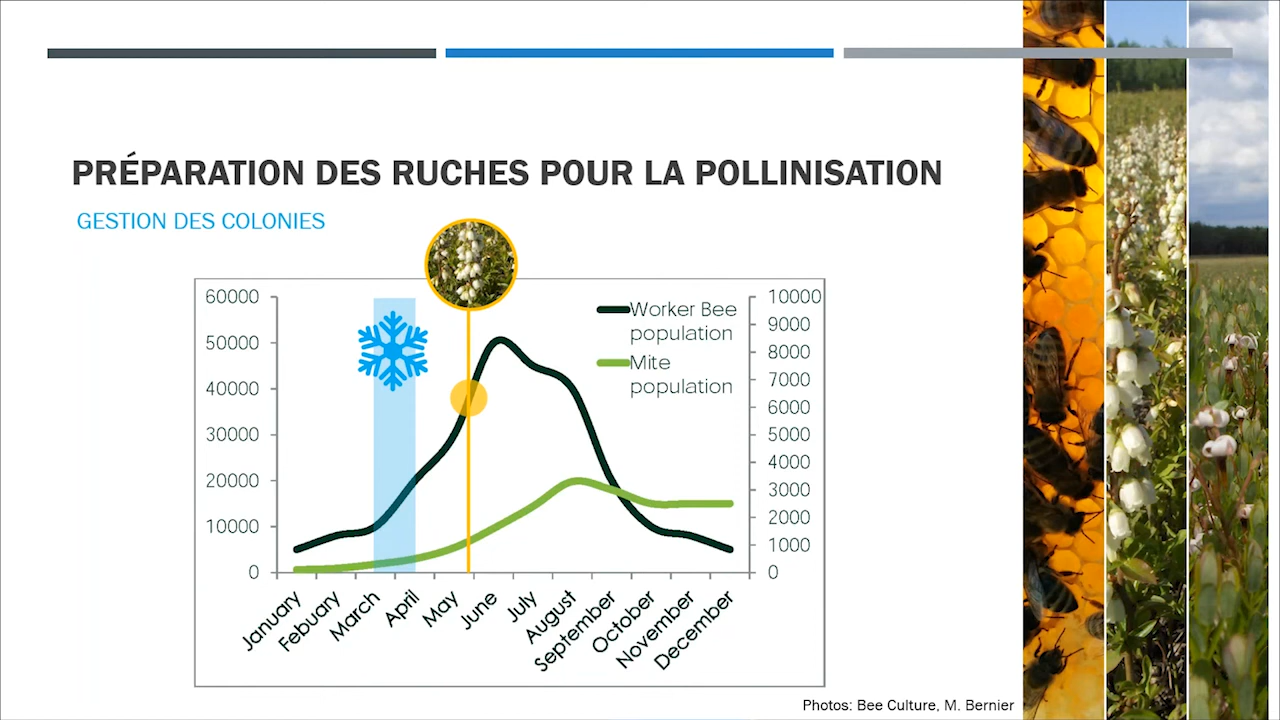 PRÉPARATION DES RUCHES POUR LA POLLINISATION
GESTION DES COLONIES
60000
50000
40000
30000
20000
10000
0
Worker Bee
population
Mite
population
10000
9000
8000
7000
6000
5000
4000
3000
2000
1000
0
January
Febuary
March
April
May
June
July
August
September
October
November
December
Photos: Bee Culture, M. Bernier